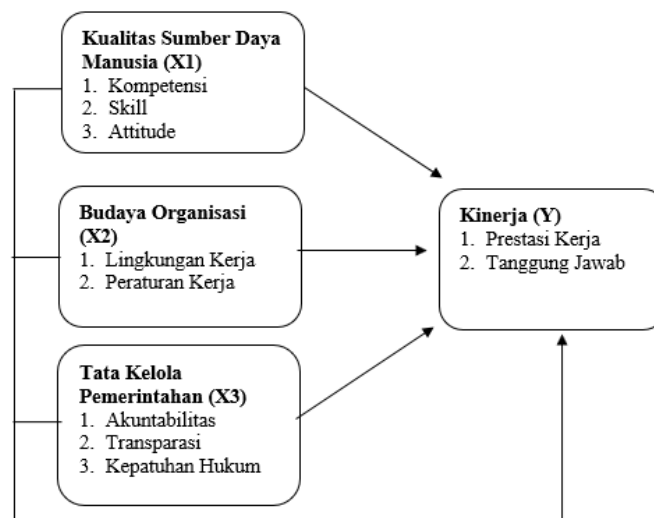 Kualitas Sumber Daya
Manusia (X1)
1. Kompetensi
2. Skill
3. Attitude
Budaya Organisasi
(X2)
1. Lingkungan Kerja
2. Peraturan Kerja
Tata Kelola
Pemerintahan (X3)
1. Akuntabilitas
2. Transparasi
3. Kepatuhan Hukum
Kinerja (Y)
1. Prestasi Kerja
2. Tanggung Jawab